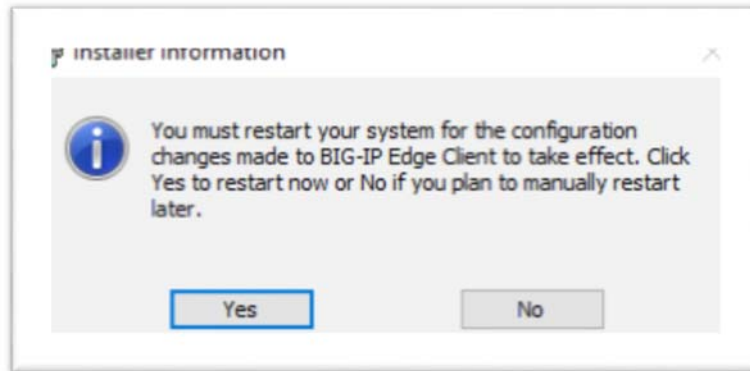 Installer Information
You must restart your system for the configuration
changes made to BIG-IP Edge Client to take effect. Click
Yes to restart now or No if you plan to manually restart
later.
Yes
No